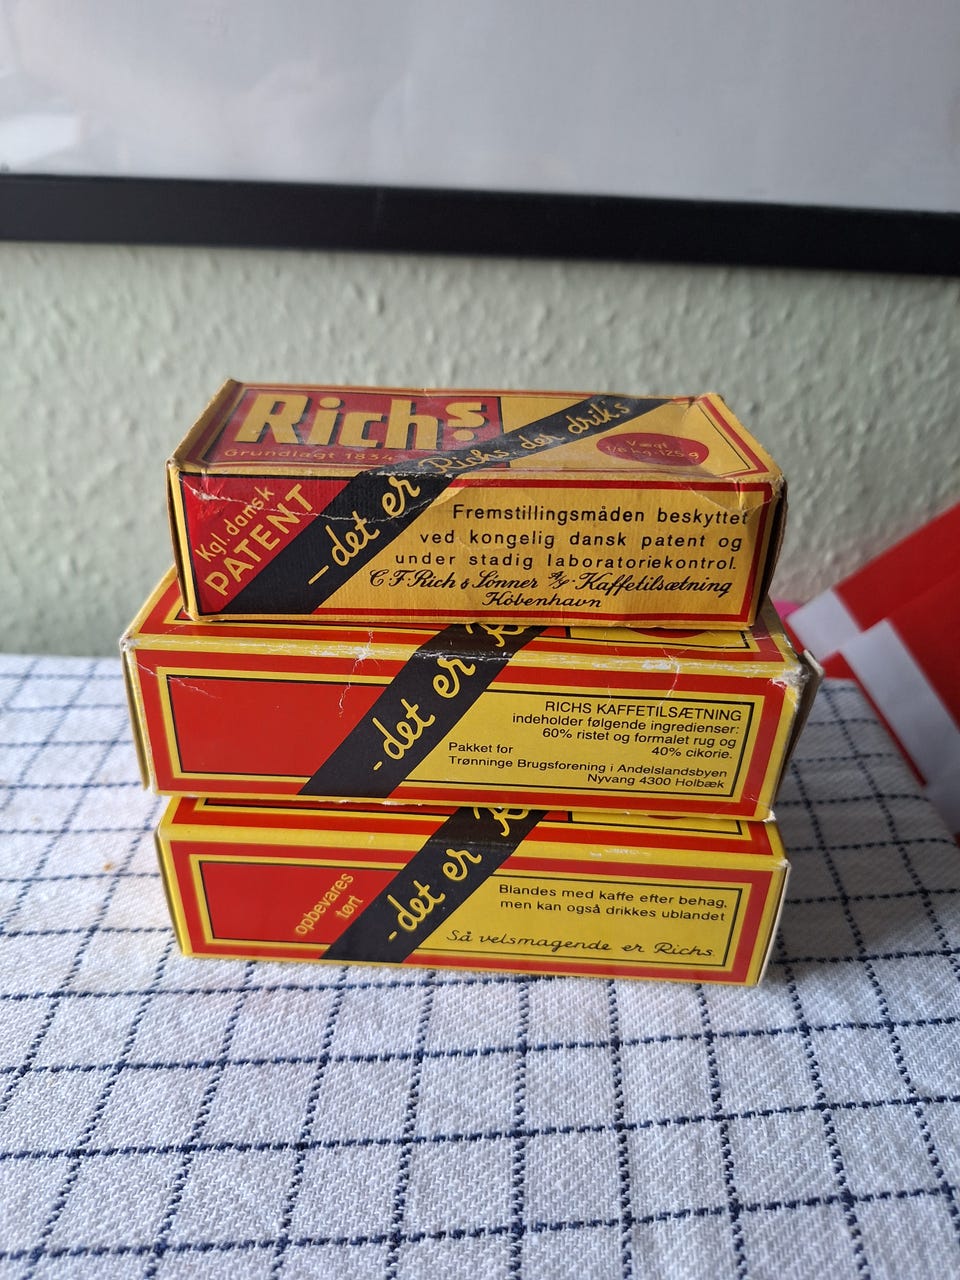 Richs
Grundlagt 1834
- det er Richs, der drik's
Vægt
1/8 kg. 125 g
Kgl. dansk
PATENT
Fremstillingsmåden beskyttet
ved kongelig dansk patent og
under stadig laboratoriekontrol.
C.F. Rich & Sönner A/S. Kaffetilsætning
København
- det er
RICHS KAFFETILSÆTNING
indeholder følgende ingredienser:
60% ristet og formalet rug og
40% cikorie.
Pakket for
Trønninge Brugsforening i Andelslandsbyen
Nyvang 4300 Holbæk
opbevares
tørt
- det er
Blandes med kaffe efter behag,
men kan også drikkes ublandet
Så velsmagende er Richs